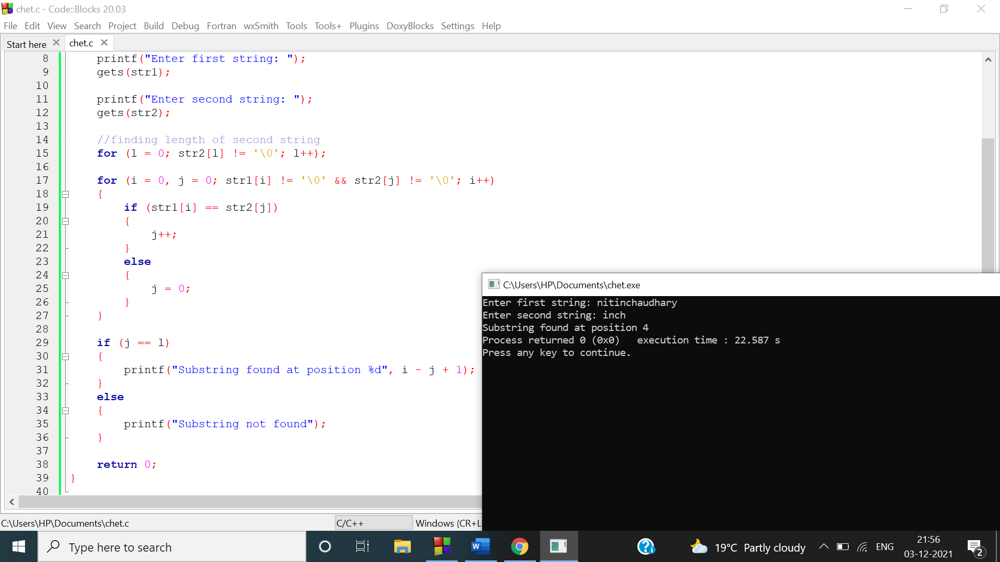 chet.c - Code::Blocks 20.03
File Edit View Search Project Build Debug Fortran wxSmith Tools Tools+ Plugins DoxyBlocks Settings Help
Start here chet.c
8 printf("Enter first string: ");
9 gets(str1);
10
11 printf("Enter second string: ");
12 gets(str2);
13
14 //finding length of second string
15 for (l = 0; str2[l] != '\0'; l++);
16
17 for (i = 0, j = 0; str1[i] != '\0' && str2[j] != '\0'; i++)
18 {
19 if (str1[i] == str2[j])
20 {
21 j++;
22 }
23 else
24 {
25 j = 0;
26 }
27 }
28
29 if (j == l)
30 {
31 printf("Substring found at position %d", i - j + 1);
32 }
33 else
34 {
35 printf("Substring not found");
36 }
37
38 return 0;
39 }
40
C:\Users\HP\Documents\chet.exe
Enter first string: nitinchaudhary
Enter second string: inch
Substring found at position 4
Process returned 0 (0x0) execution time : 22.587 s
Press any key to continue.
C:\Users\HP\Documents\chet.c C/C++ Windows (CR+L
Type here to search
19°C Partly cloudy
ENG
21:56
03-12-2021
2